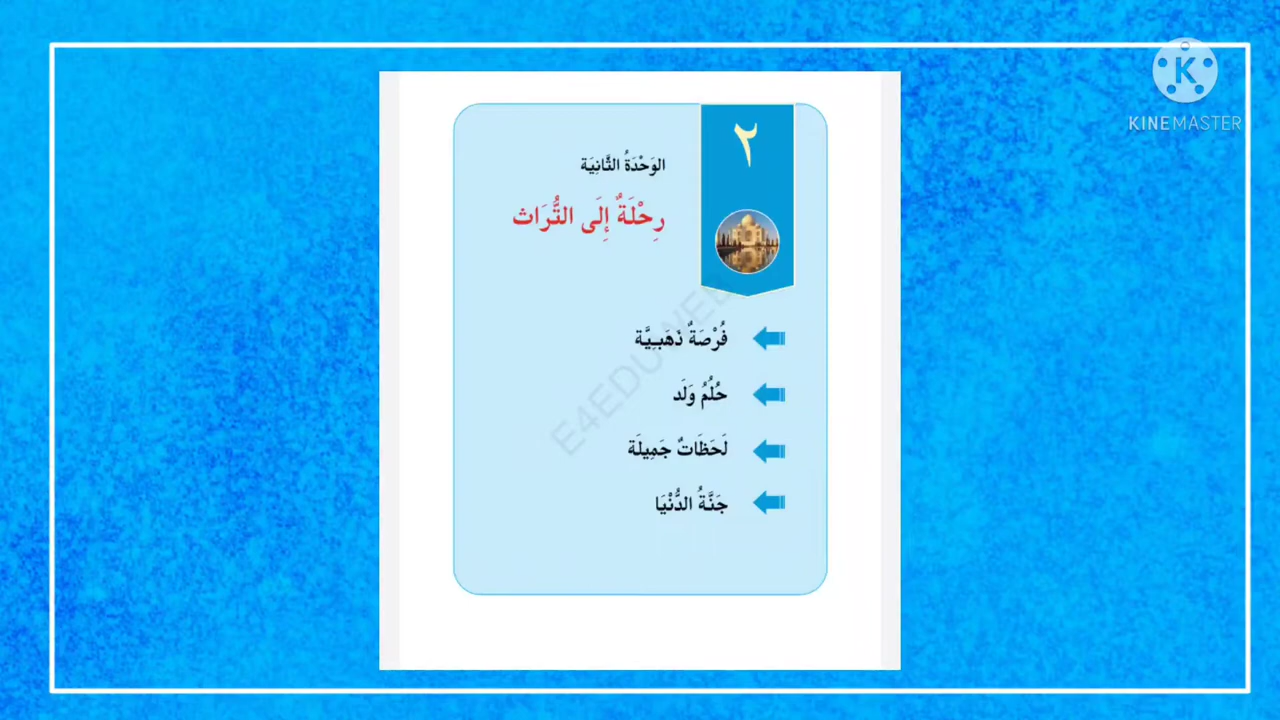 KINEMASTER
٢
الوَحْدَةُ الثَّانِيَة
رِحْلَةٌ إِلَى التُّرَاث
فُرْصَةٌ ذَهَبِيَّة
حُلُمُ وَلَد
لَحَظَاتٌ جَمِيلَة
جَنَّةُ الدُّنْيَا